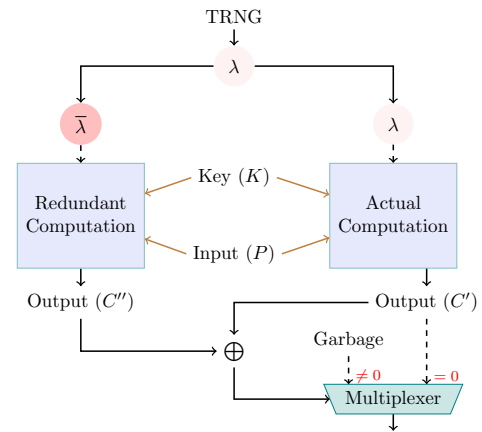 TRNG
λ
λ̅
λ
Key (K)
Redundant
Computation
Actual
Computation
Input (P)
Output (C′′)
Output (C′)
⊕
Garbage
≠ 0
= 0
Multiplexer